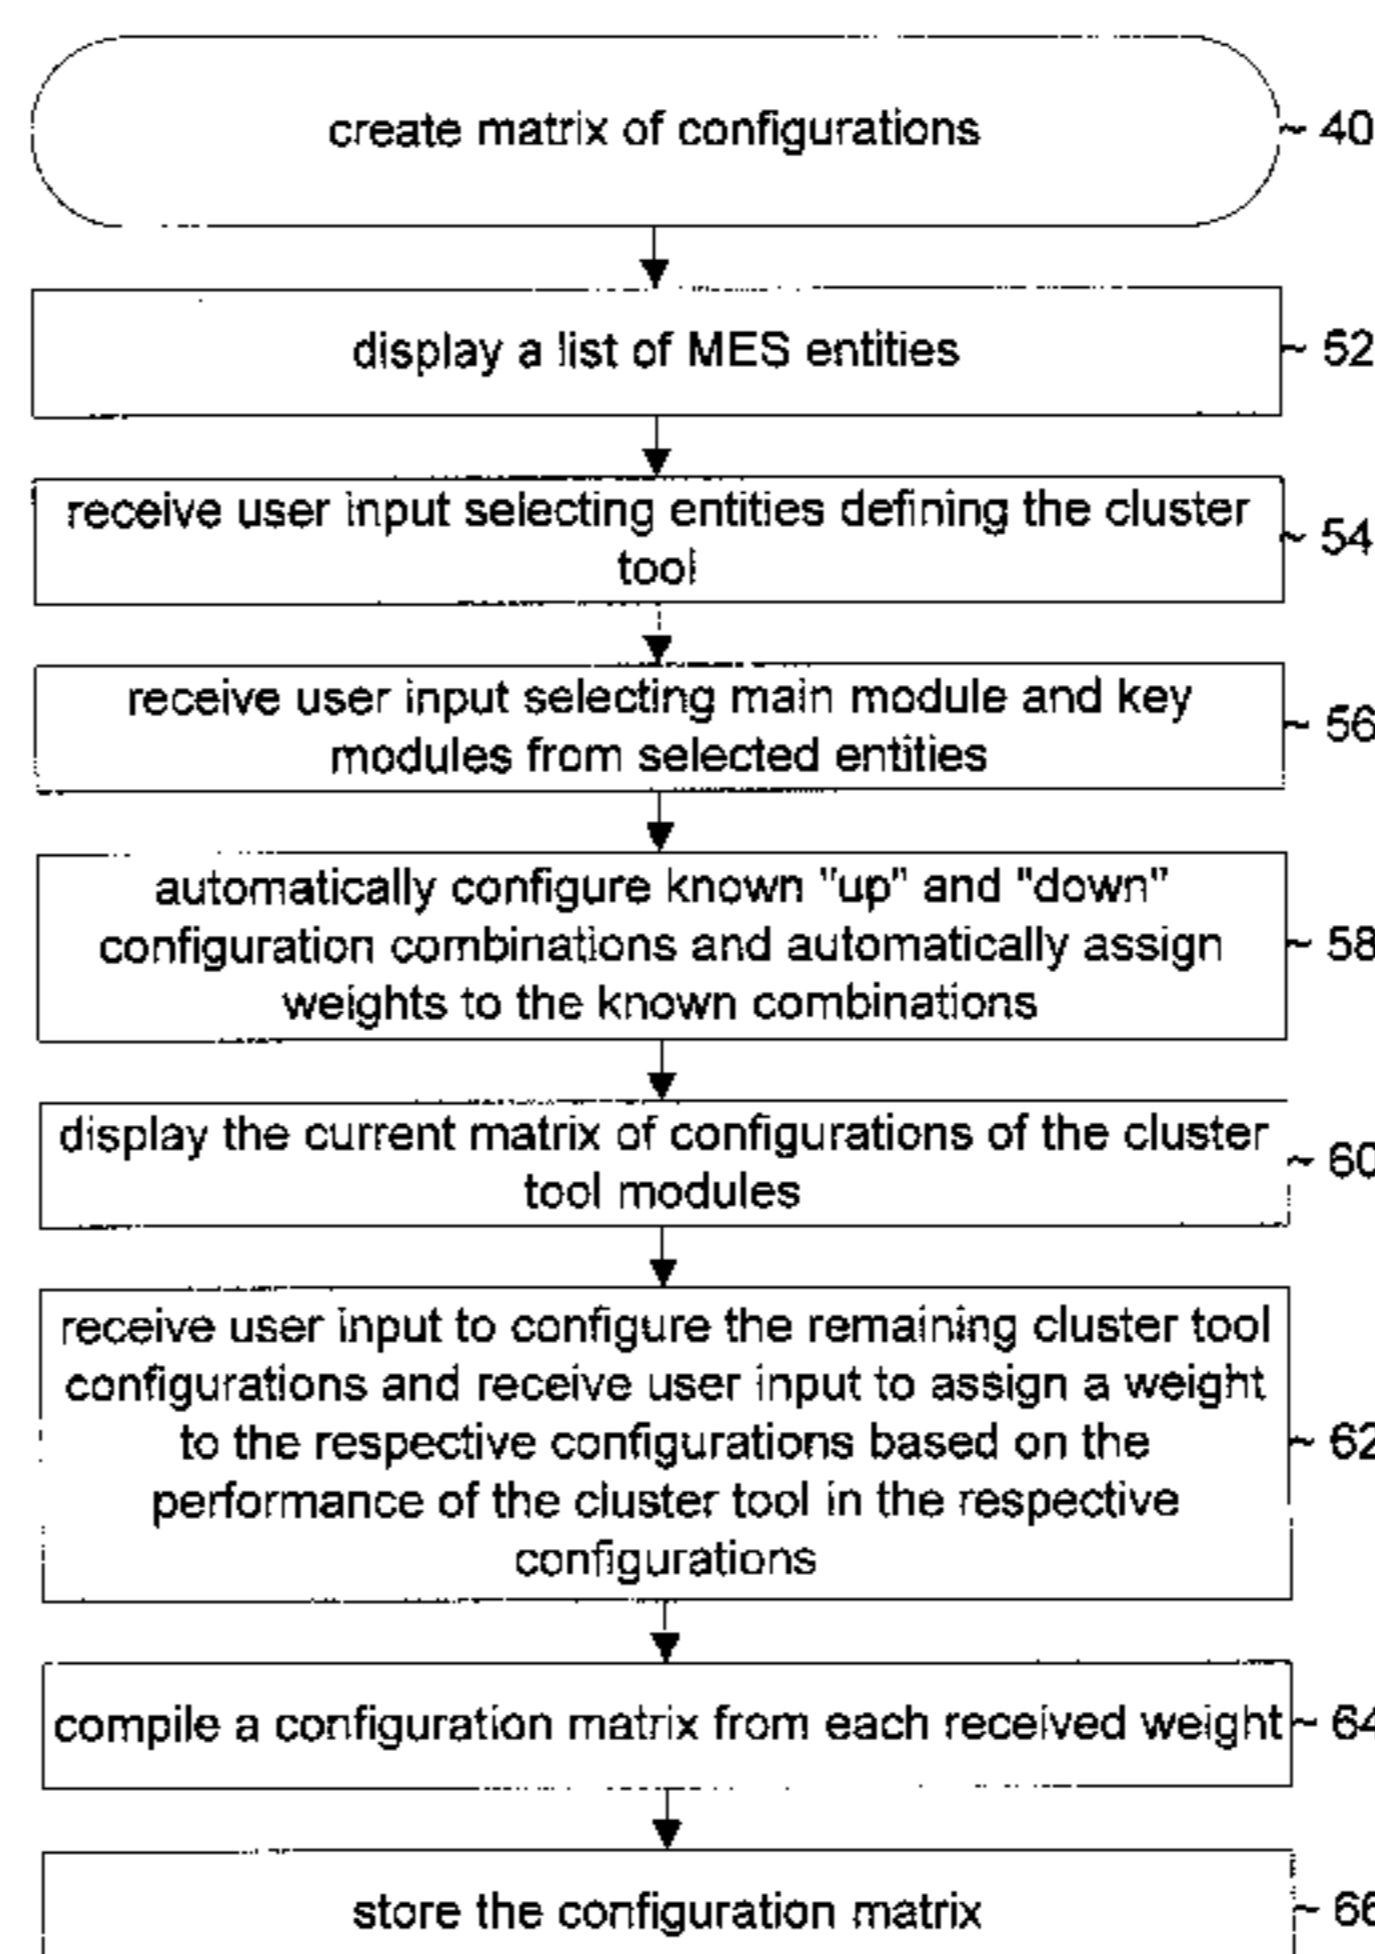 create matrix of configurations
~ 40
display a list of MES entities
~ 52
receive user input selecting entities defining the cluster
tool
~ 54
receive user input selecting main module and key
modules from selected entities
~ 56
automatically configure known "up" and "down"
configuration combinations and automatically assign
weights to the known combinations
~ 58
display the current matrix of configurations of the cluster
tool modules
~ 60
receive user input to configure the remaining cluster tool
configurations and receive user input to assign a weight
to the respective configurations based on the
performance of the cluster tool in the respective
configurations
~ 62
compile a configuration matrix from each received weight
~ 64
store the configuration matrix
~ 66